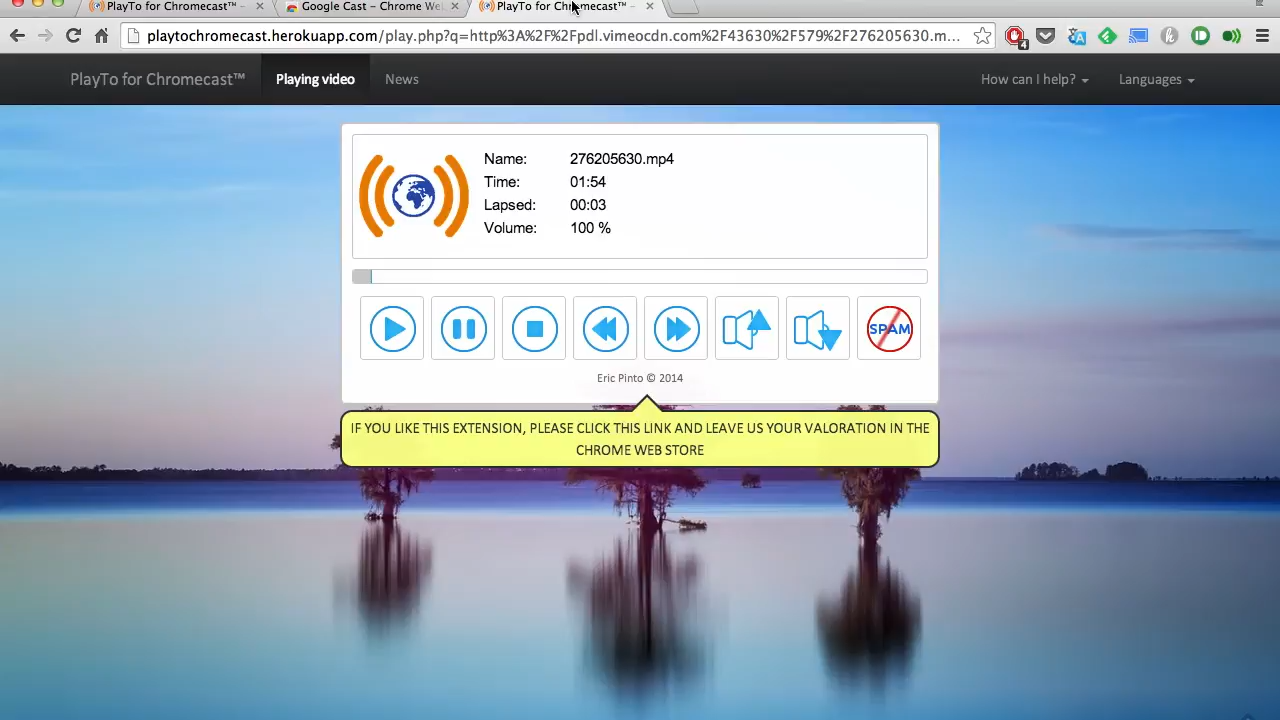 PlayTo for Chromecast™ -
Google Cast - Chrome We
PlayTo for Chromecast™ -
playtochromecast.herokuapp.com/play.php?q=http%3A%2F%2Fpdl.vimeocdn.com%2F43630%2F579%2F276205630.m...
4
PlayTo for Chromecast™
Playing video
News
How can I help?
Languages
Name: 276205630.mp4
Time: 01:54
Lapsed: 00:03
Volume: 100 %
SPAM
Eric Pinto © 2014
IF YOU LIKE THIS EXTENSION, PLEASE CLICK THIS LINK AND LEAVE US YOUR VALORATION IN THE
CHROME WEB STORE